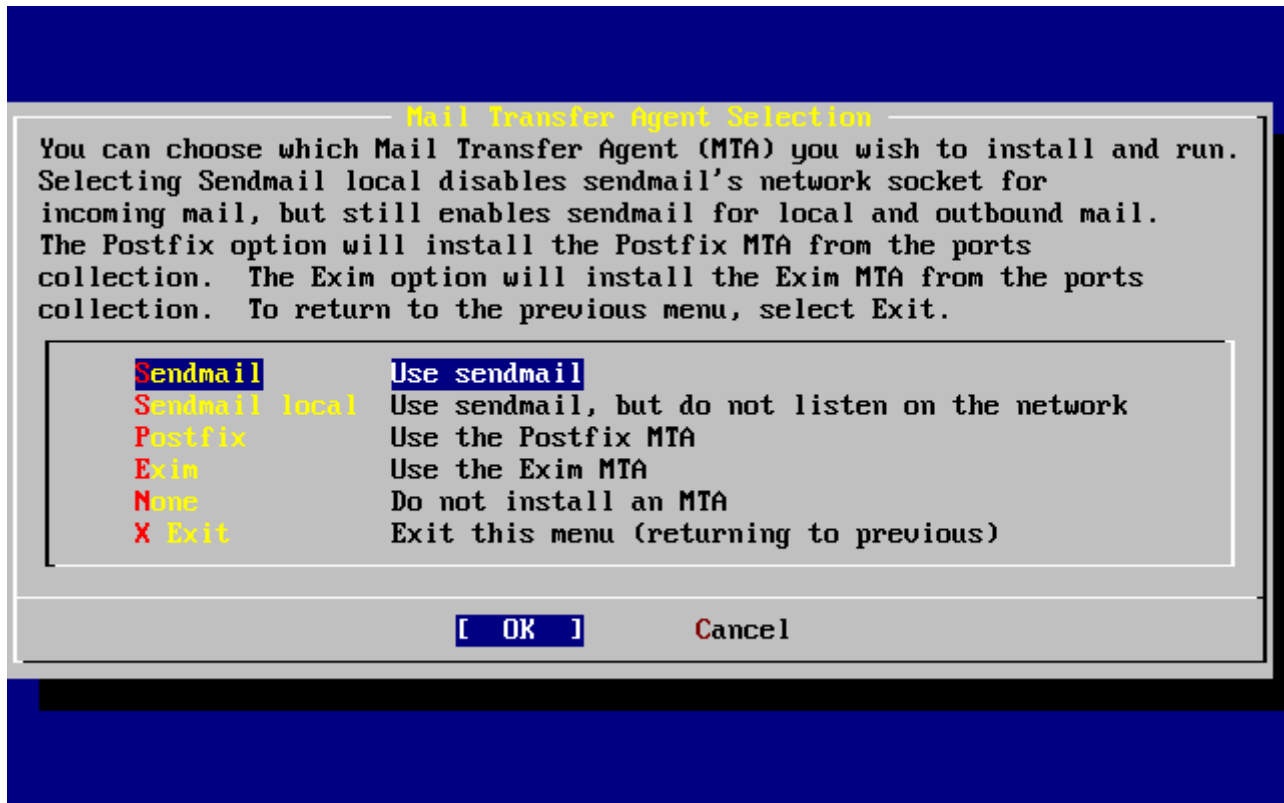 Mail Transfer Agent Selection
You can choose which Mail Transfer Agent (MTA) you wish to install and run.
Selecting Sendmail local disables sendmail's network socket for
incoming mail, but still enables sendmail for local and outbound mail.
The Postfix option will install the Postfix MTA from the ports
collection.  The Exim option will install the Exim MTA from the ports
collection.  To return to the previous menu, select Exit.
Sendmail Use sendmail
Sendmail local Use sendmail, but do not listen on the network
Postfix Use the Postfix MTA
Exim Use the Exim MTA
None Do not install an MTA
X Exit Exit this menu (returning to previous)
[ OK ] Cancel